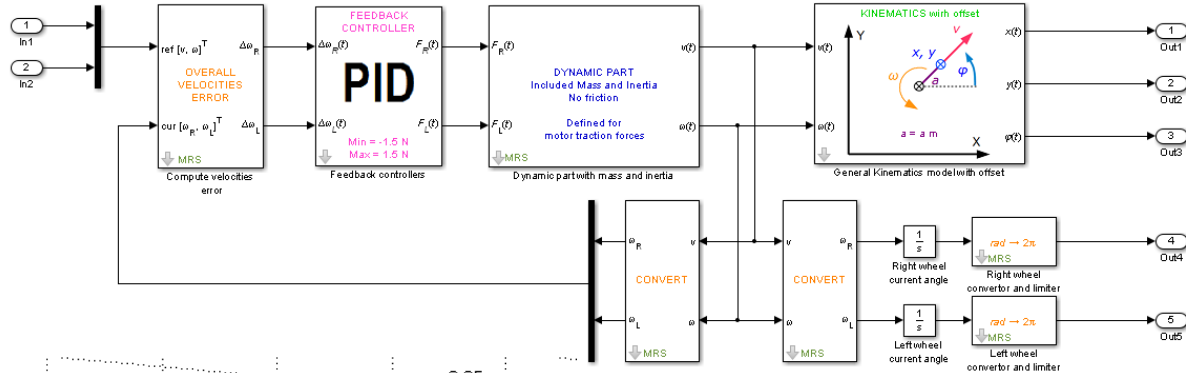 1
In1
2
In2
ref [v, ω]ᵀ
Δω_R
OVERALL
VELOCITIES
ERROR
cur [ω_R, ω_L]ᵀ
Δω_L
MRS
Compute velocities
error
FEEDBACK
CONTROLLER
Δω_R(t)
F_R(t)
PID
Δω_L(t)
F_L(t)
Min = -1.5 N
Max = 1.5 N
Feedback controllers
F_R(t)
v(t)
DYNAMIC PART
Included Mass and Inertia
No friction
F_L(t)
ω(t)
Defined for
motor traction forces
MRS
Dynamic part with mass and inertia
KINEMATICS wirh offset
Y
v
x(t)
v(t)
x, y
ω
φ
a
y(t)
ω(t)
a = a m
X
φ(t)
General Kinematics model with offset
1
Out1
2
Out2
3
Out3
ω_R
v
CONVERT
ω_L
ω
MRS
v
ω_R
CONVERT
ω
ω_L
MRS
1
s
Right wheel
current angle
rad → 2π
MRS
Right wheel
convertor and limiter
4
Out4
1
s
Left wheel
current angle
rad → 2π
MRS
Left wheel
convertor and limiter
5
Out5